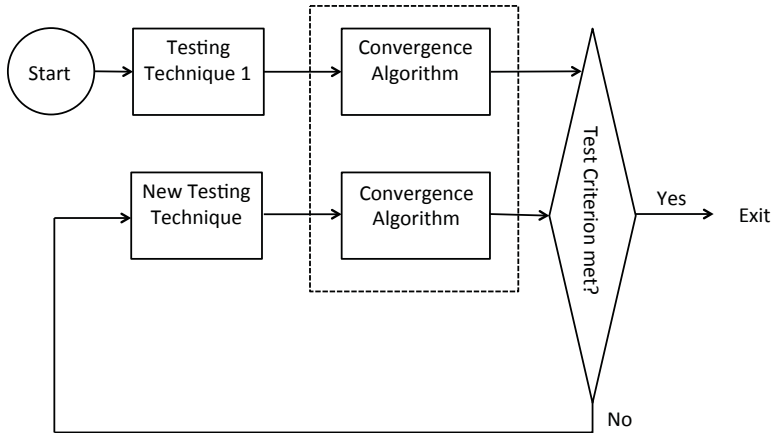 Start
Testing
Technique 1
Convergence
Algorithm
New Testing
Technique
Convergence
Algorithm
Test Criterion met?
Yes
Exit
No